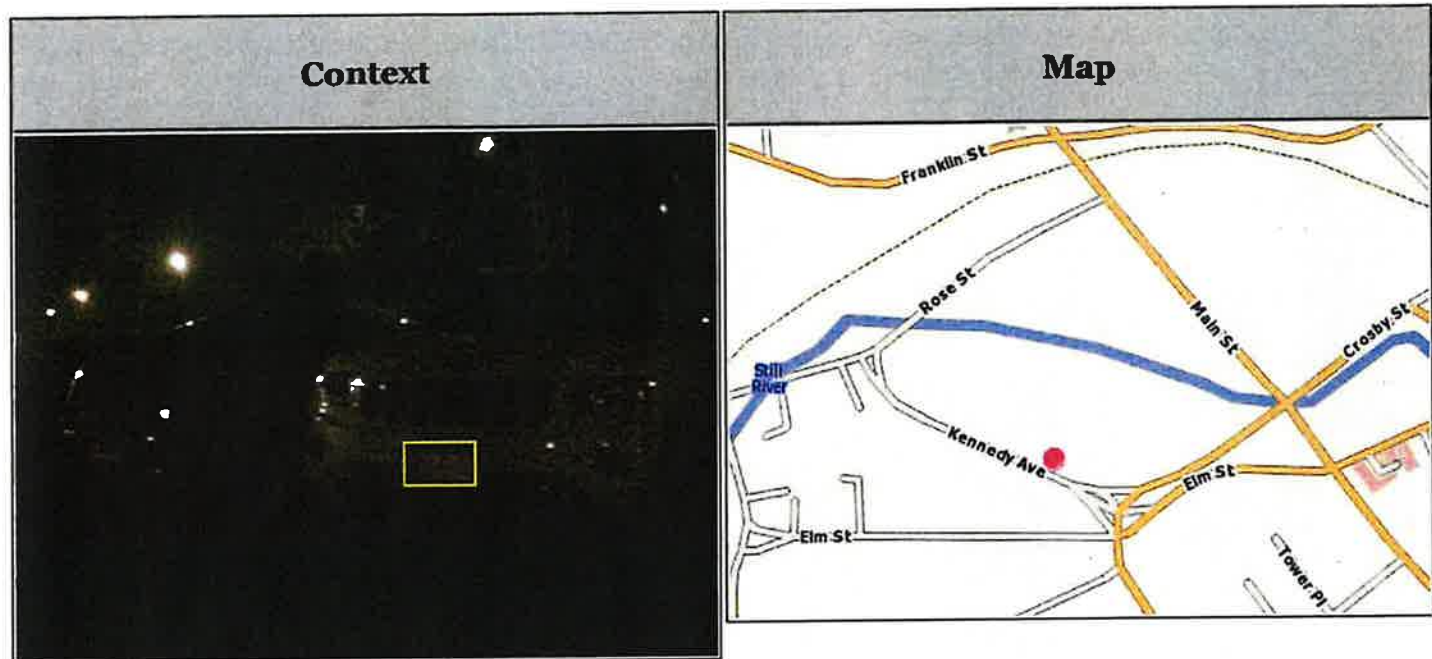 Context
Map
Franklin St
Rose St
Main St
Crosby St
Still
River
Kennedy Ave
Elm St
Elm St
Tower Pl